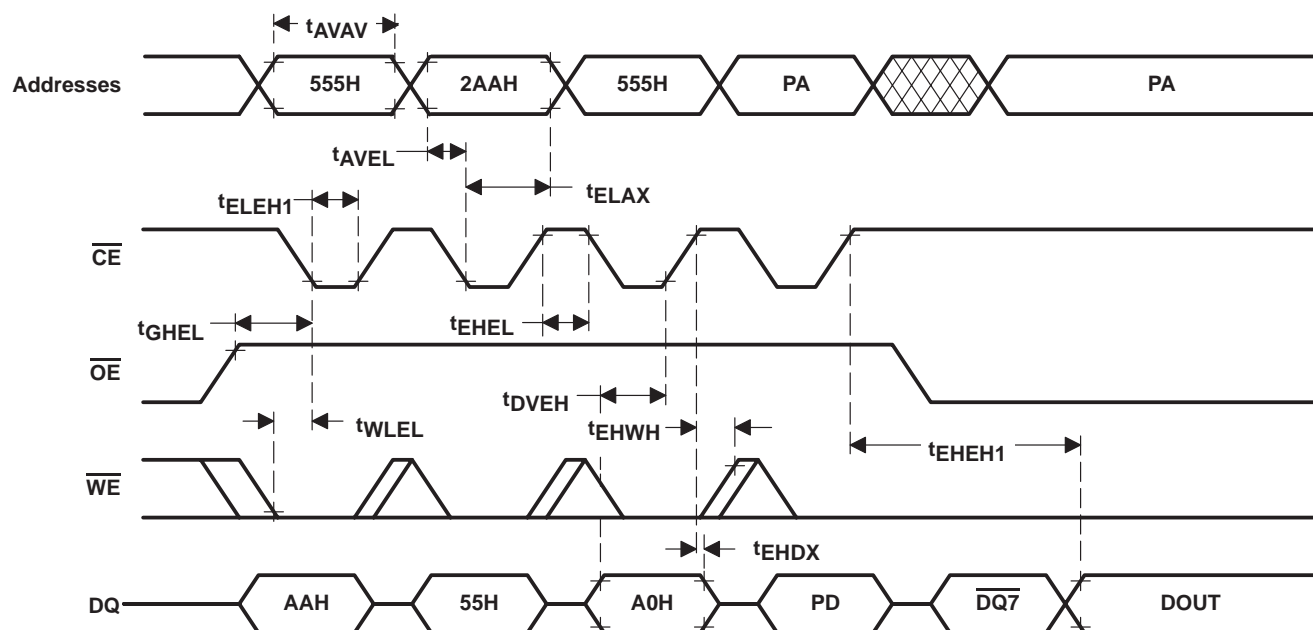 tAVAV
Addresses 555H 2AAH 555H PA PA
tAVEL
tELEH1 tELAX
CE
tGHEL tEHEL
OE
tDVEH
tWLEL tEHWH tEHEH1
WE
tEHDX
DQ AAH 55H A0H PD DQ7 DOUT